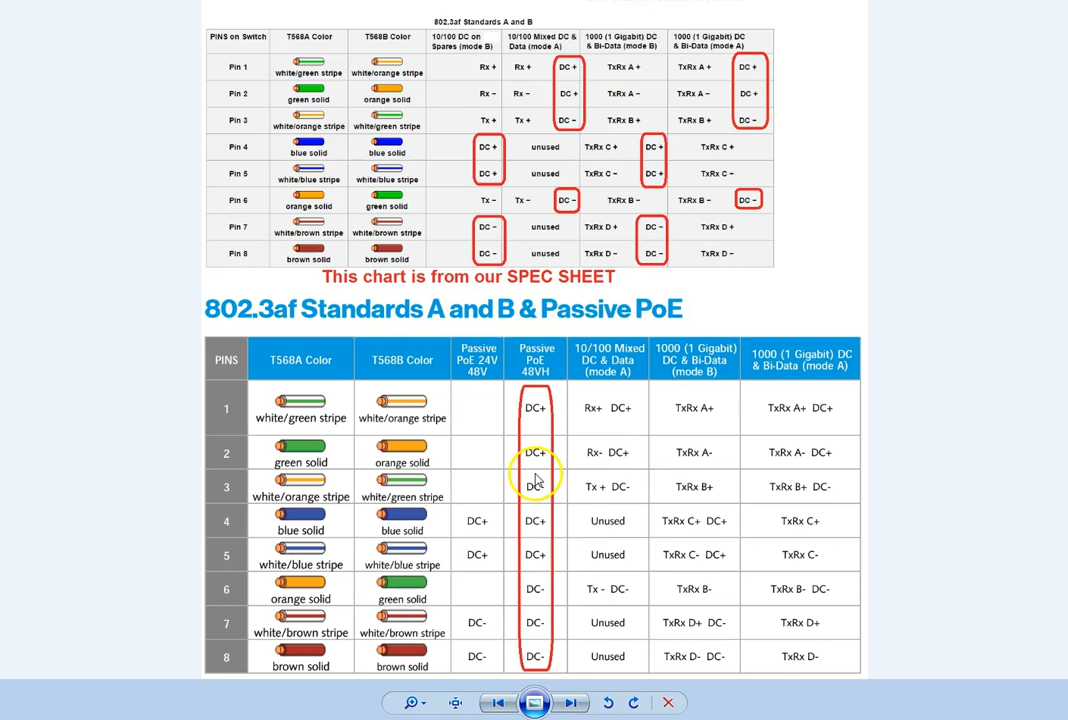 802.3af Standards A and B
PINS on Switch T568A Color T568B Color 10/100 DC on Spares (mode B) 10/100 Mixed DC & Data (mode A) 1000 (1 Gigabit) DC & Bi-Data (mode B) 1000 (1 Gigabit) DC & Bi-Data (mode A)
Pin 1 white/green stripe white/orange stripe Rx + Rx + DC + TxRx A + TxRx A + DC +
Pin 2 green solid orange solid Rx – Rx – DC + TxRx A – TxRx A – DC +
Pin 3 white/orange stripe white/green stripe Tx + Tx + DC – TxRx B + TxRx B + DC –
Pin 4 blue solid blue solid DC + unused TxRx C + DC + TxRx C +
Pin 5 white/blue stripe white/blue stripe DC + unused TxRx C – DC + TxRx C –
Pin 6 orange solid green solid Tx – Tx – DC – TxRx B – TxRx B – DC –
Pin 7 white/brown stripe white/brown stripe DC – unused TxRx D + DC – TxRx D +
Pin 8 brown solid brown solid DC – unused TxRx D – DC – TxRx D –
This chart is from our SPEC SHEET
802.3af Standards A and B & Passive PoE
PINS T568A Color T568B Color Passive PoE 24V 48V Passive PoE 48VH 10/100 Mixed DC & Data (mode A) 1000 (1 Gigabit) DC & Bi-Data (mode B) 1000 (1 Gigabit) DC & Bi-Data (mode A)
1 white/green stripe white/orange stripe DC+ Rx+ DC+ TxRx A+ TxRx A+ DC+
2 green solid orange solid DC+ Rx- DC+ TxRx A- TxRx A- DC+
3 white/orange stripe white/green stripe DC- Tx + DC- TxRx B+ TxRx B+ DC-
4 blue solid blue solid DC+ DC+ Unused TxRx C+ DC+ TxRx C+
5 white/blue stripe white/blue stripe DC+ DC+ Unused TxRx C- DC+ TxRx C-
6 orange solid green solid DC- Tx - DC- TxRx B- TxRx B- DC-
7 white/brown stripe white/brown stripe DC- DC- Unused TxRx D+ DC- TxRx D+
8 brown solid brown solid DC- DC- Unused TxRx D- DC- TxRx D-